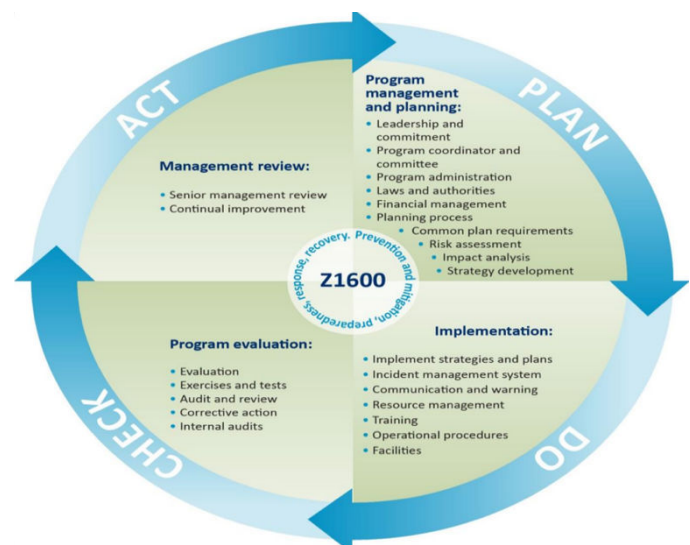 ACT
PLAN
Program
management
and planning:
• Leadership and
commitment
• Program coordinator and
committee
• Program administration
• Laws and authorities
• Financial management
• Planning process
• Common plan requirements
• Risk assessment
• Impact analysis
• Strategy development
Management review:
• Senior management review
• Continual improvement
Prevention and mitigation, preparedness, response, recovery.
Z1600
Program evaluation:
• Evaluation
• Exercises and tests
• Audit and review
• Corrective action
• Internal audits
Implementation:
• Implement strategies and plans
• Incident management system
• Communication and warning
• Resource management
• Training
• Operational procedures
• Facilities
CHECK
DO